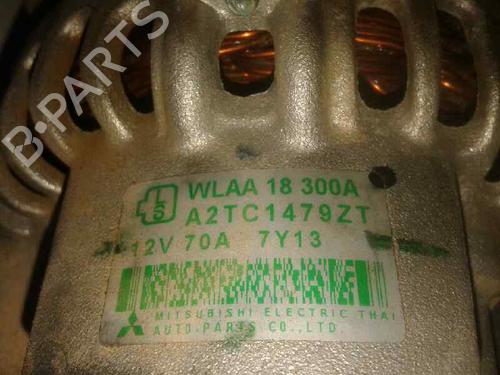 B-PARTS
S
WLAA 18 300A
A2TC1479ZT
12V 70A 7Y13
MITSUBISHI ELECTRIC THAI
AUTO-PARTS CO., LTD.